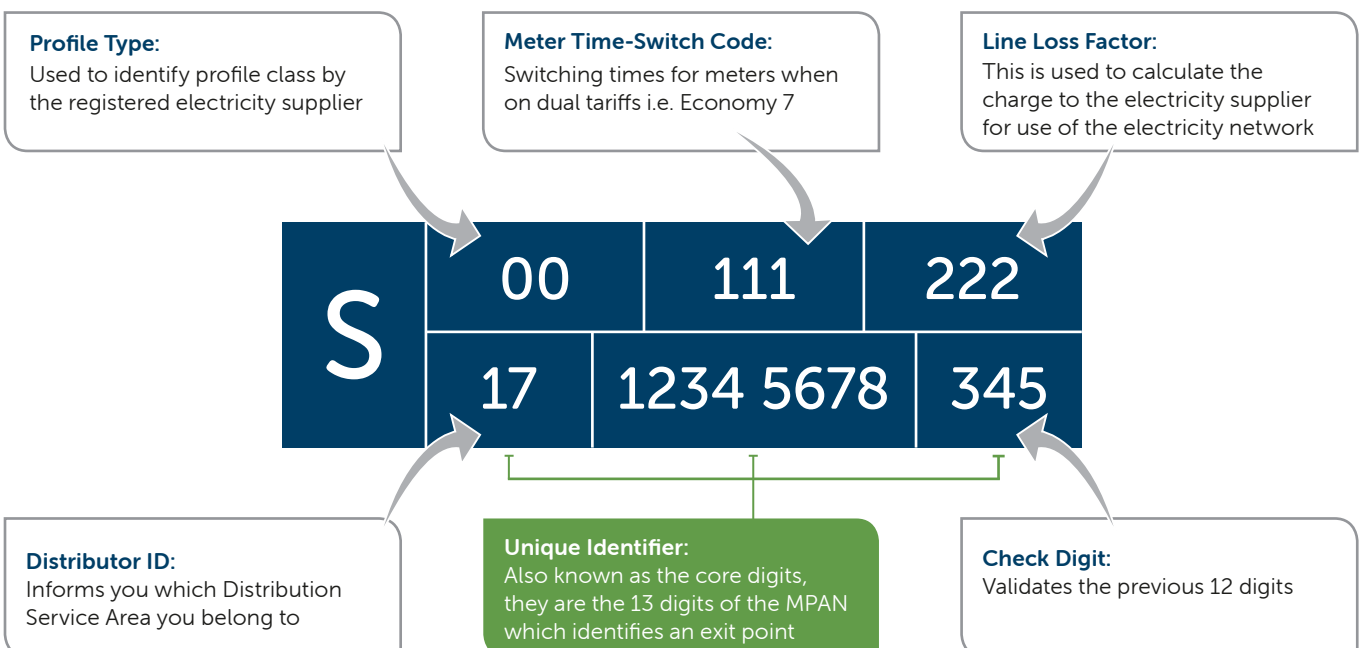 Profile Type:
Used to identify profile class by
the registered electricity supplier
Meter Time-Switch Code:
Switching times for meters when
on dual tariffs i.e. Economy 7
Line Loss Factor:
This is used to calculate the
charge to the electricity supplier
for use of the electricity network
S
00
111
222
17
1234 5678
345
Distributor ID:
Informs you which Distribution
Service Area you belong to
Unique Identifier:
Also known as the core digits,
they are the 13 digits of the MPAN
which identifies an exit point
Check Digit:
Validates the previous 12 digits